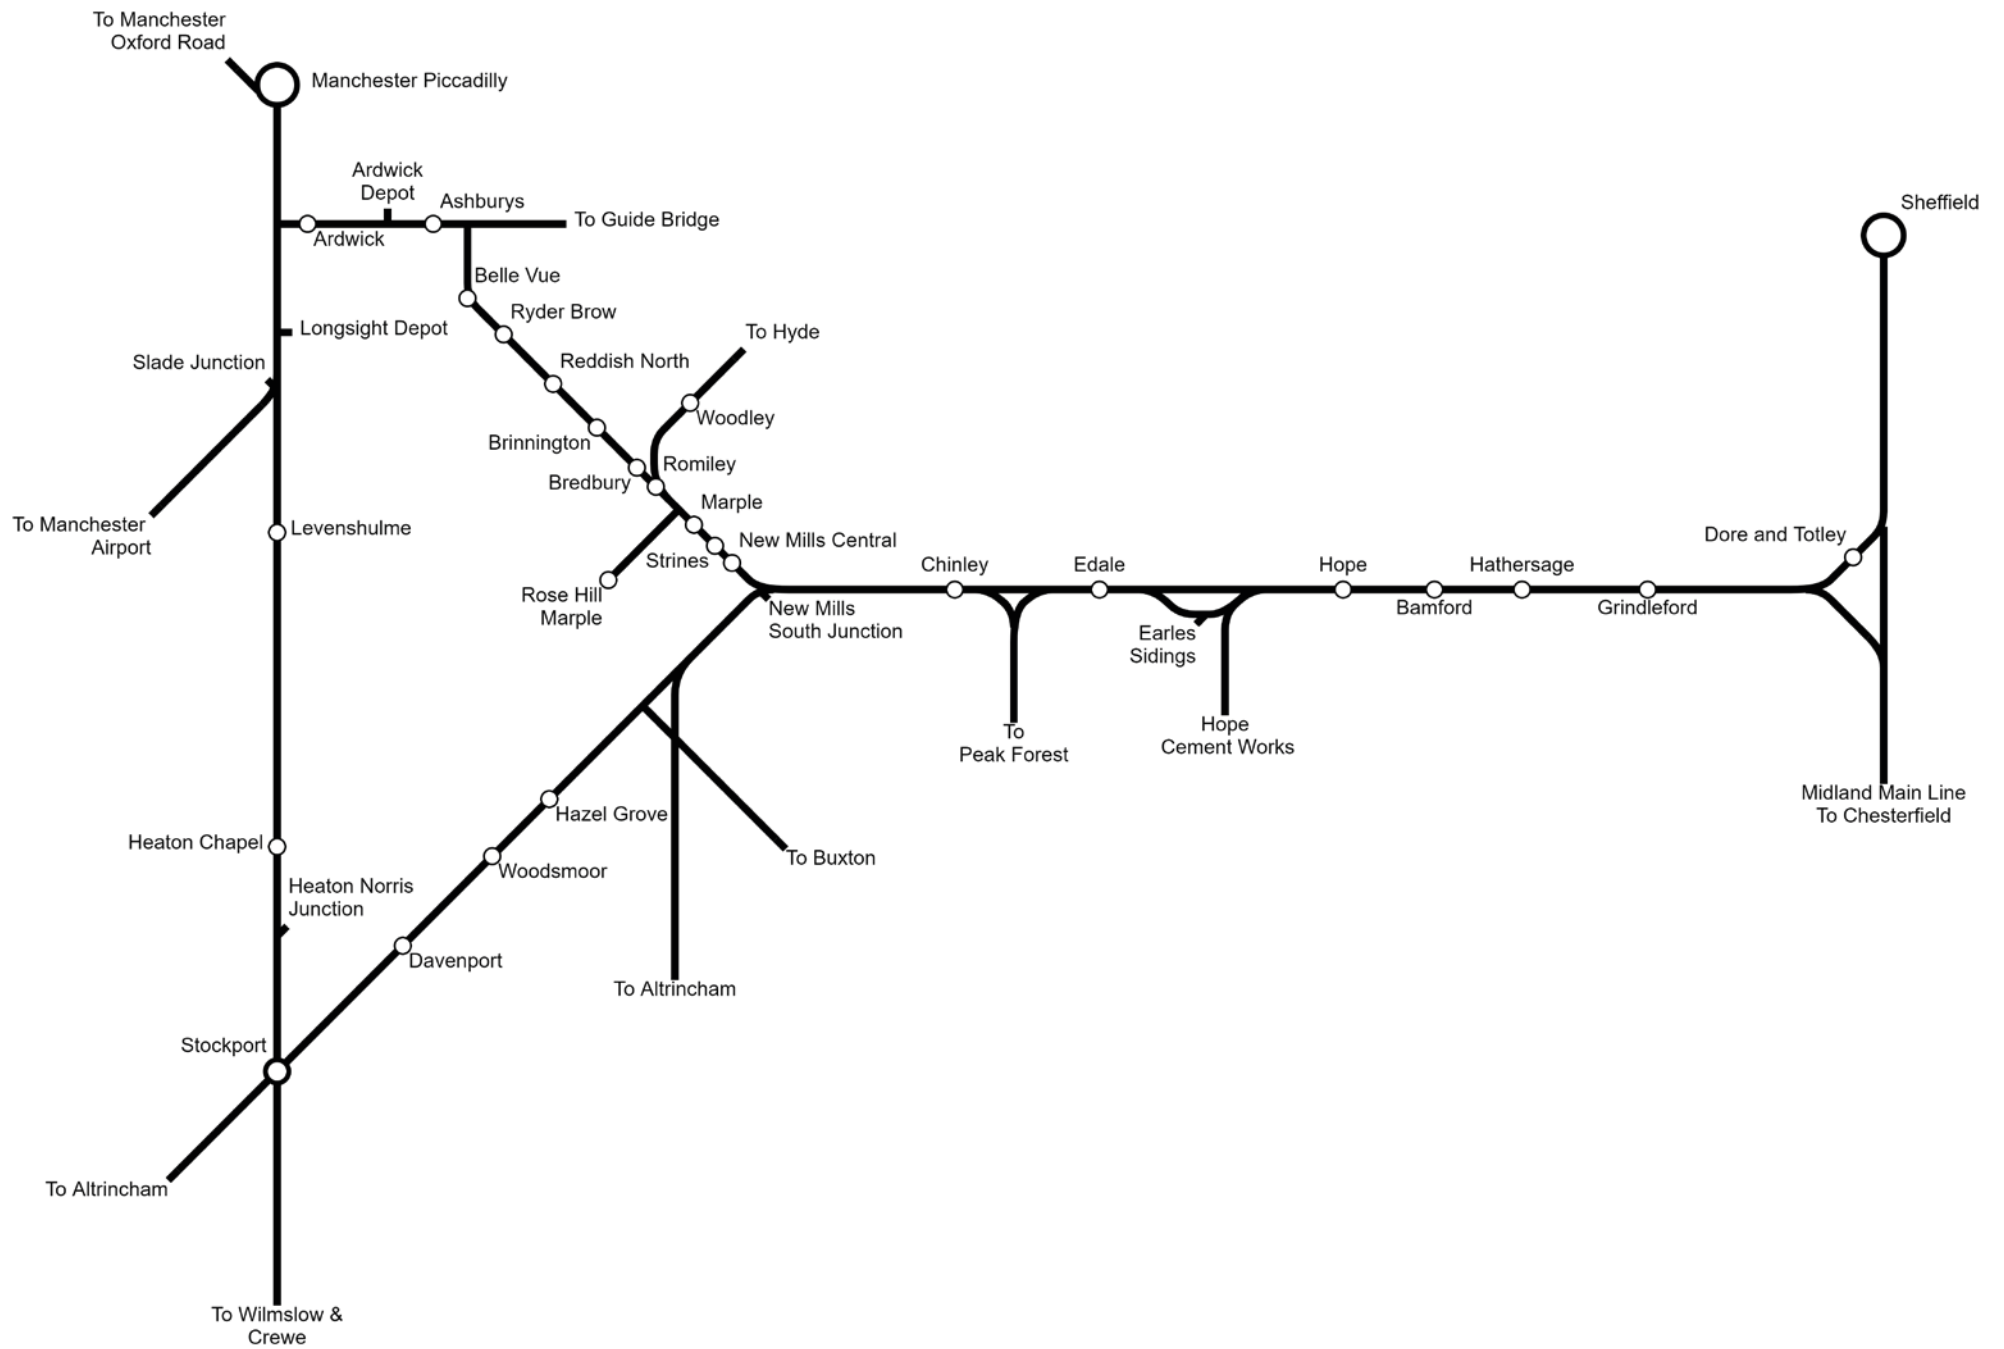 To Manchester
Oxford Road
Manchester Piccadilly
Ardwick
Depot
Ashburys
To Guide Bridge
Ardwick
Sheffield
Belle Vue
Ryder Brow
Longsight Depot
To Hyde
Slade Junction
Reddish North
Woodley
Brinnington
Romiley
Bredbury
Marple
To Manchester
Airport
Levenshulme
New Mills Central
Strines
Dore and Totley
Chinley
Edale
Hope
Hathersage
Rose Hill
Marple
New Mills
South Junction
Bamford
Grindleford
Earles
Sidings
To
Peak Forest
Hope
Cement Works
Midland Main Line
To Chesterfield
Hazel Grove
Heaton Chapel
To Buxton
Woodsmoor
Heaton Norris
Junction
Davenport
To Altrincham
Stockport
To Altrincham
To Wilmslow &
Crewe